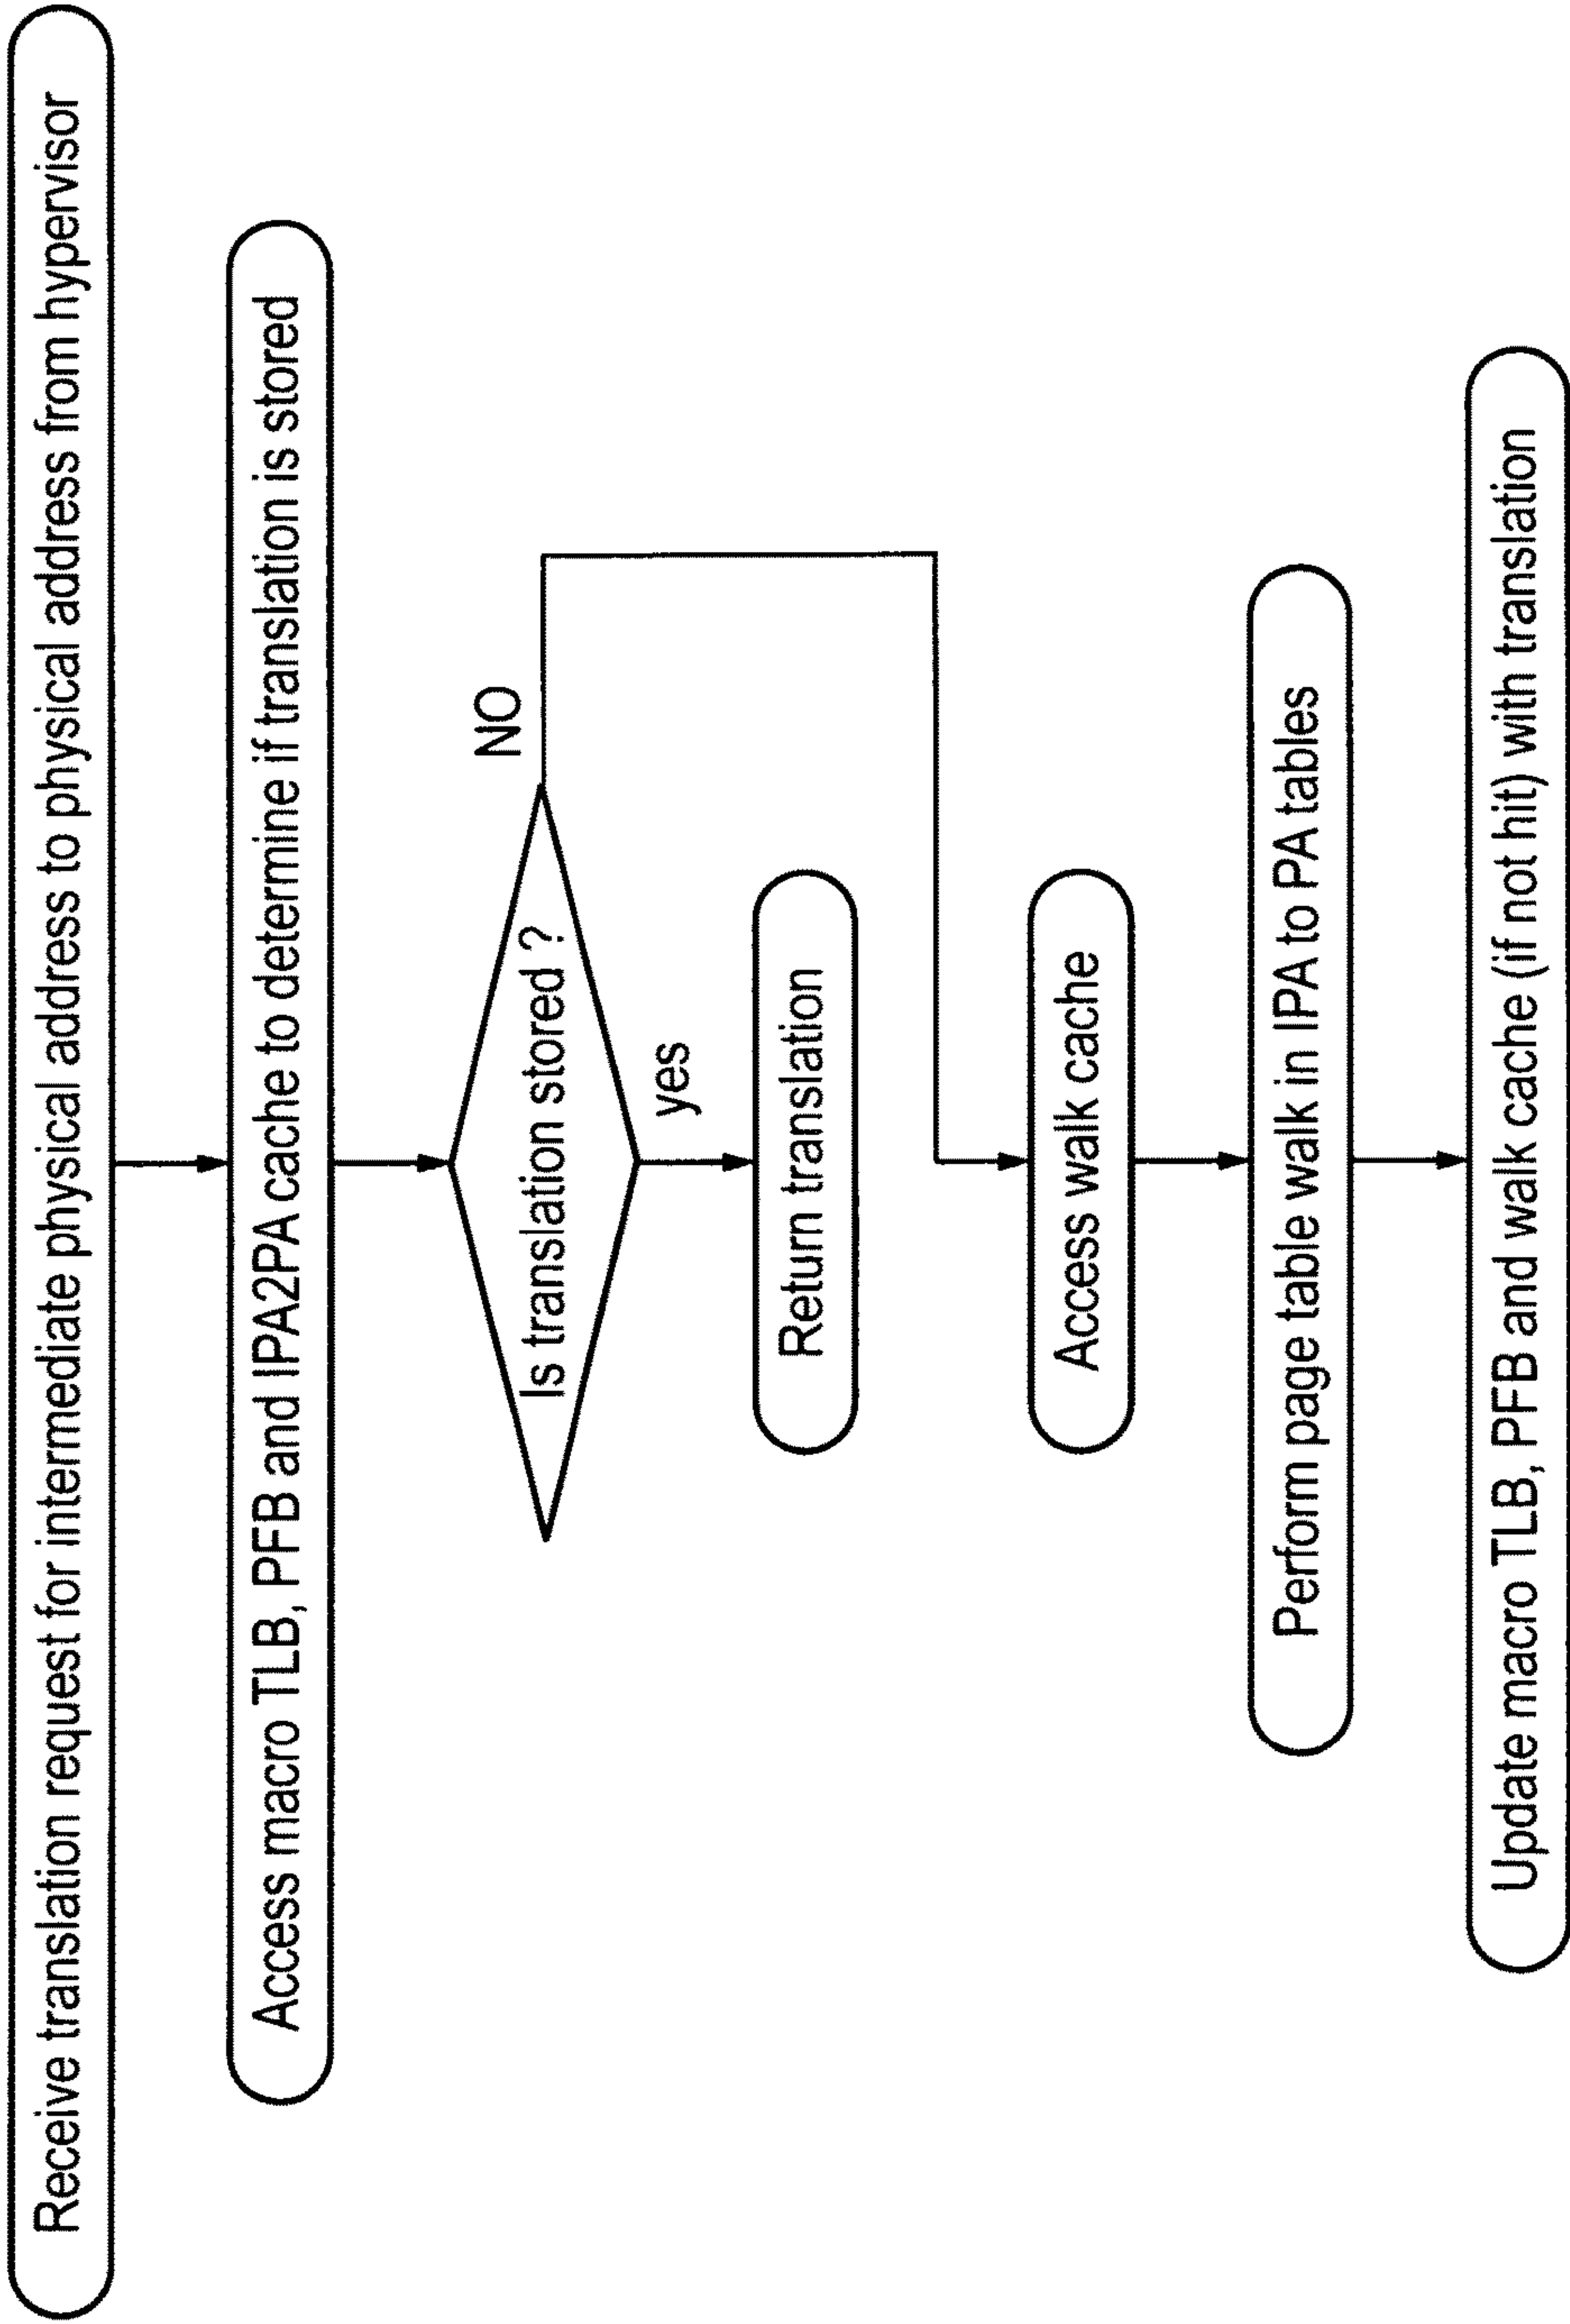 Receive translation request for intermediate physical address to physical address from hypervisor
Access macro TLB, PFB and IPA2PA cache to determine if translation is stored
Is translation stored ?
NO
yes
Return translation
Access walk cache
Perform page table walk in IPA to PA tables
Update macro TLB, PFB and walk cache (if not hit) with translation